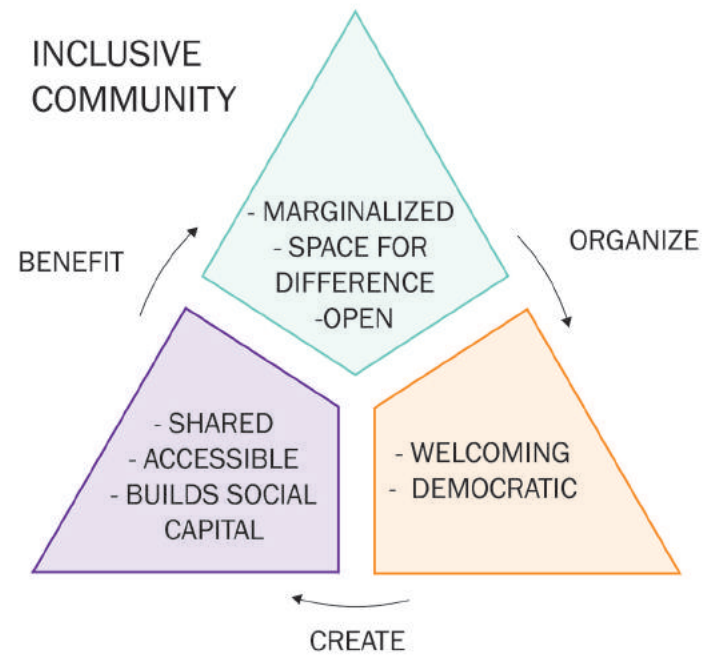 INCLUSIVE
COMMUNITY
- MARGINALIZED
- SPACE FOR
DIFFERENCE
-OPEN
BENEFIT
ORGANIZE
- SHARED
- ACCESSIBLE
- BUILDS SOCIAL
CAPITAL
- WELCOMING
- DEMOCRATIC
CREATE